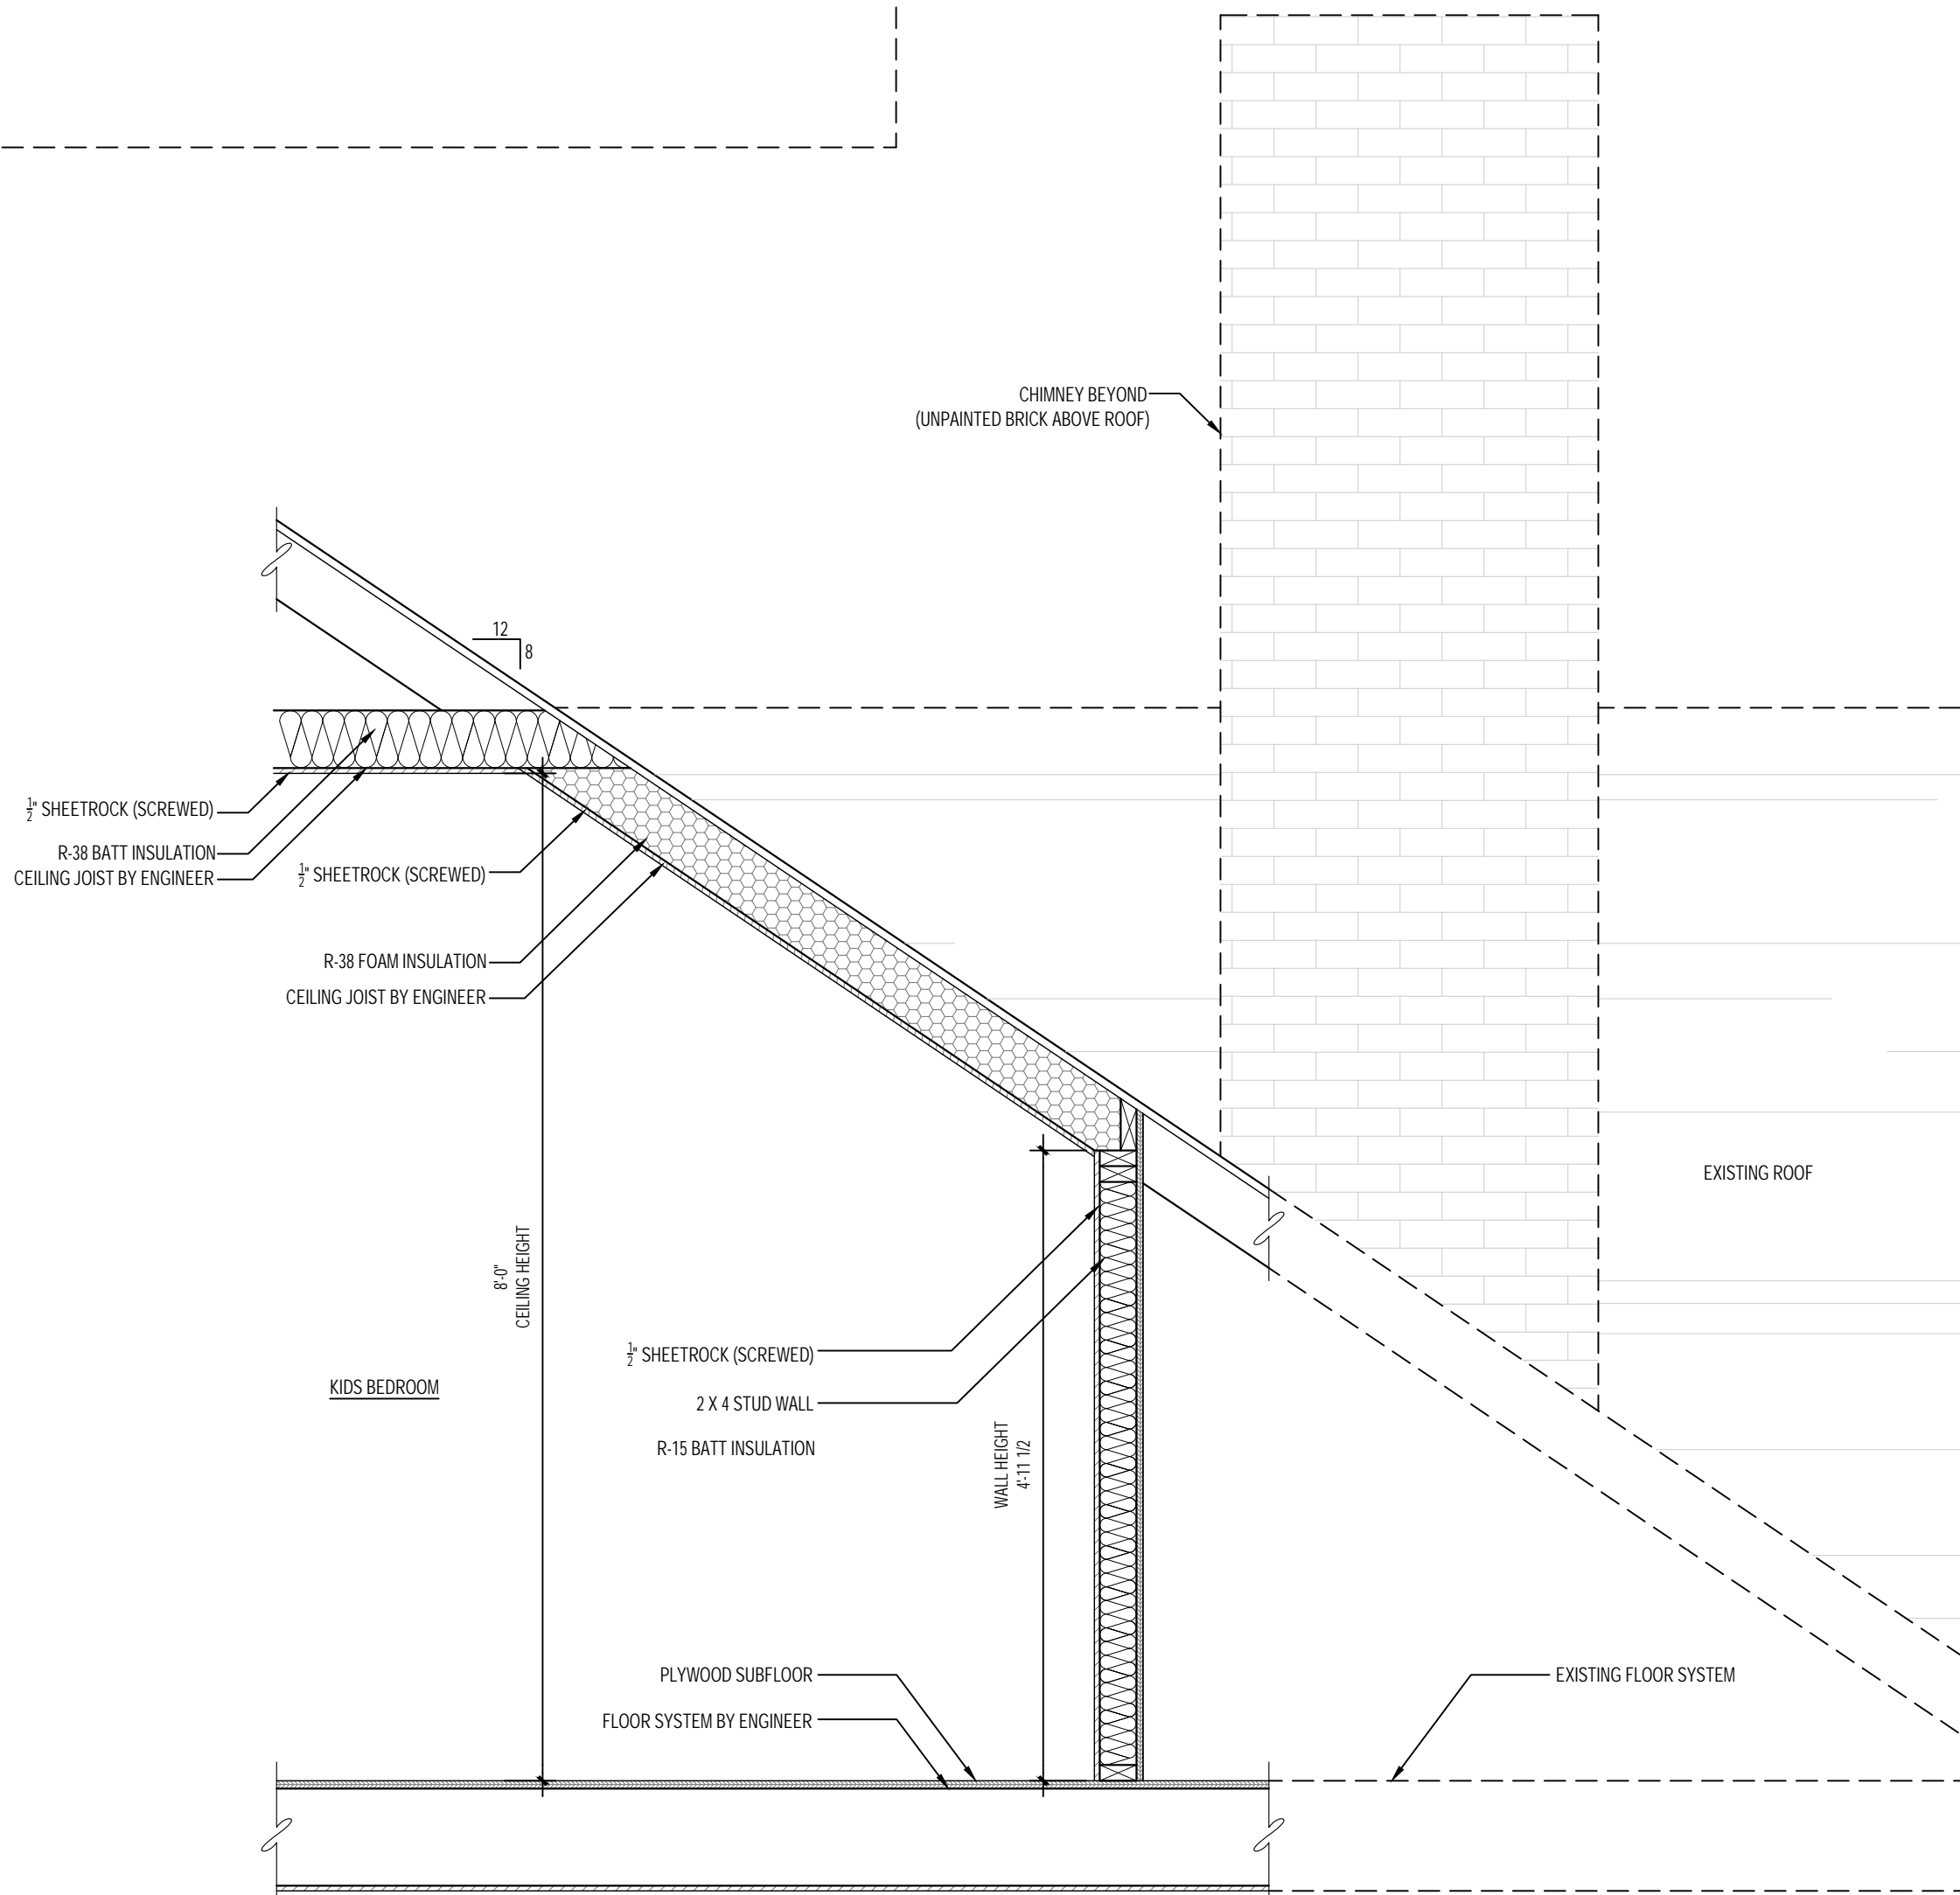 CHIMNEY BEYOND
(UNPAINTED BRICK ABOVE ROOF)
12
8
½" SHEETROCK (SCREWED)
R-38 BATT INSULATION
CEILING JOIST BY ENGINEER
½" SHEETROCK (SCREWED)
R-38 FOAM INSULATION
CEILING JOIST BY ENGINEER
EXISTING ROOF
8'-0"
CEILING HEIGHT
½" SHEETROCK (SCREWED)
KIDS BEDROOM
2 X 4 STUD WALL
R-15 BATT INSULATION
WALL HEIGHT
4'-11 1/2
PLYWOOD SUBFLOOR
EXISTING FLOOR SYSTEM
FLOOR SYSTEM BY ENGINEER